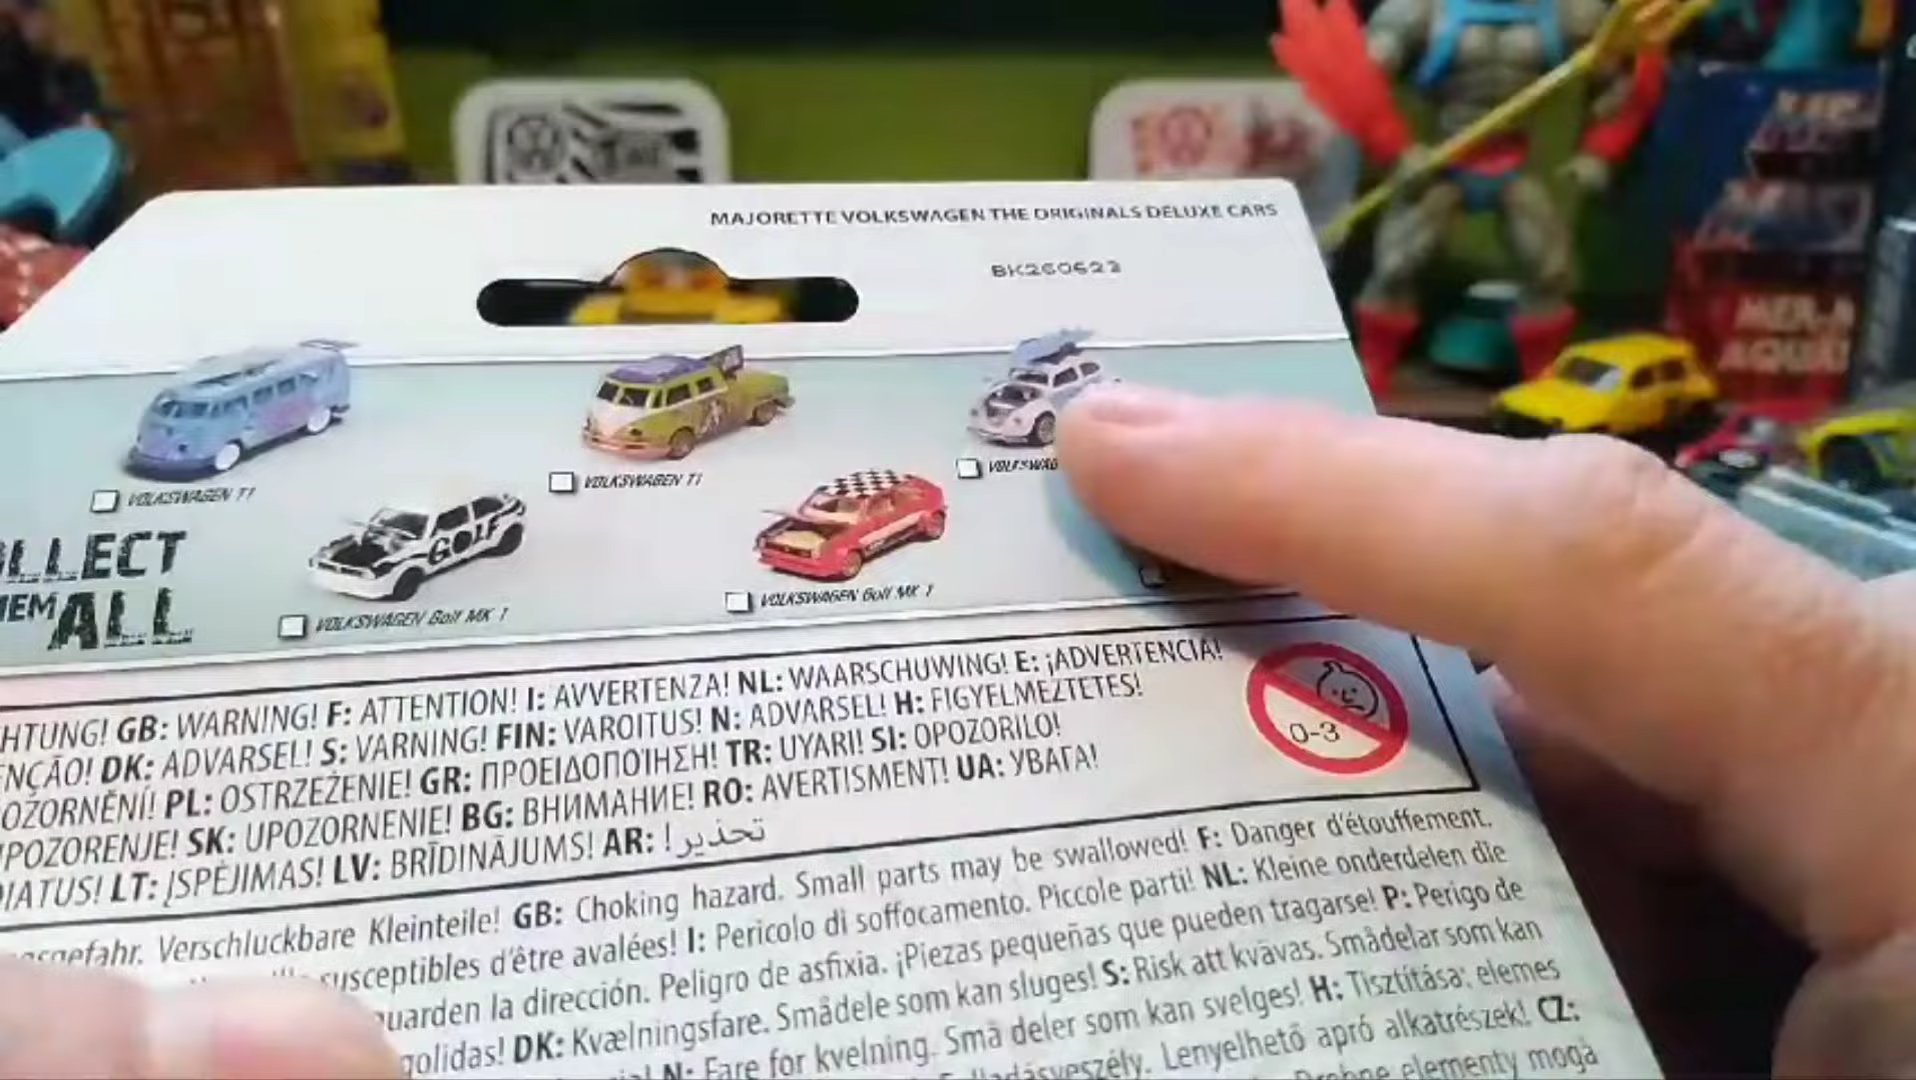 MAJORETTE VOLKSWAGEN THE ORIGINALS DELUXE CARS
BK260623
VOLKSWAGEN T1
VOLKSWAGEN T1
GOLF
VOLKSWAGEN Golf MK 1
VOLKSWAGEN Golf MK 1
ALL
GB: WARNING! F: ATTENTION! I: AVVERTENZA! NL: WAARSCHUWING! E: ¡ADVERTENCIA!
DK: ADVARSEL! S: VARNING! FIN: VAROITUS! N: ADVARSEL! H: FIGYELMEZTETES!
PL: OSTRZEŻENIE! GR: ΠΡΟΕΙΔΟΠΟΊΗΣΗ! TR: UYARI! SI: OPOZORILO!
SK: UPOZORNENIE! BG: ВНИМАНИЕ! RO: AVERTISMENT! UA: УВАГА!
LT: ĮSPĖJIMAS! LV: BRĪDINĀJUMS! AR: تحذير!
0-3
Verschluckbare Kleinteile! GB: Choking hazard. Small parts may be swallowed! F: Danger d'étouffement.
susceptibles d'être avalées! I: Pericolo di soffocamento. Piccole parti! NL: Kleine onderdelen die
la dirección. Peligro de asfixia. ¡Piezas pequeñas que pueden tragarse! P: Perigo de
DK: Kvælningsfare. Smådele som kan sluges! S: Risk att kvävas. Smådelar som kan
N: Fare for kvelning. Små deler som kan svelges! H: Tisztítása: elemes
Lenyelhető apró alkatrészek! CZ:
elementy mogą